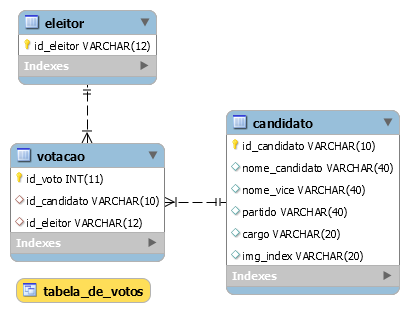 eleitor
id_eleitor VARCHAR(12)
Indexes
votacao
id_voto INT(11)
id_candidato VARCHAR(10)
id_eleitor VARCHAR(12)
Indexes
candidato
id_candidato VARCHAR(10)
nome_candidato VARCHAR(40)
nome_vice VARCHAR(40)
partido VARCHAR(40)
cargo VARCHAR(20)
img_index VARCHAR(20)
Indexes
tabela_de_votos